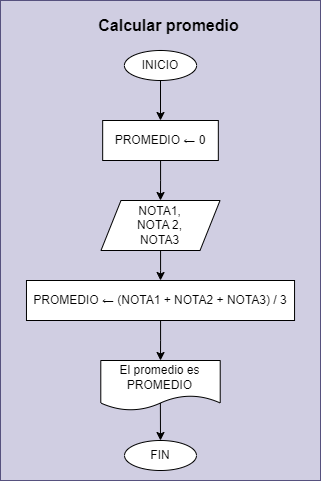 Calcular promedio
INICIO
PROMEDIO ← 0
NOTA1,
NOTA 2,
NOTA3
PROMEDIO ← (NOTA1 + NOTA2 + NOTA3) / 3
El promedio es
PROMEDIO
FIN